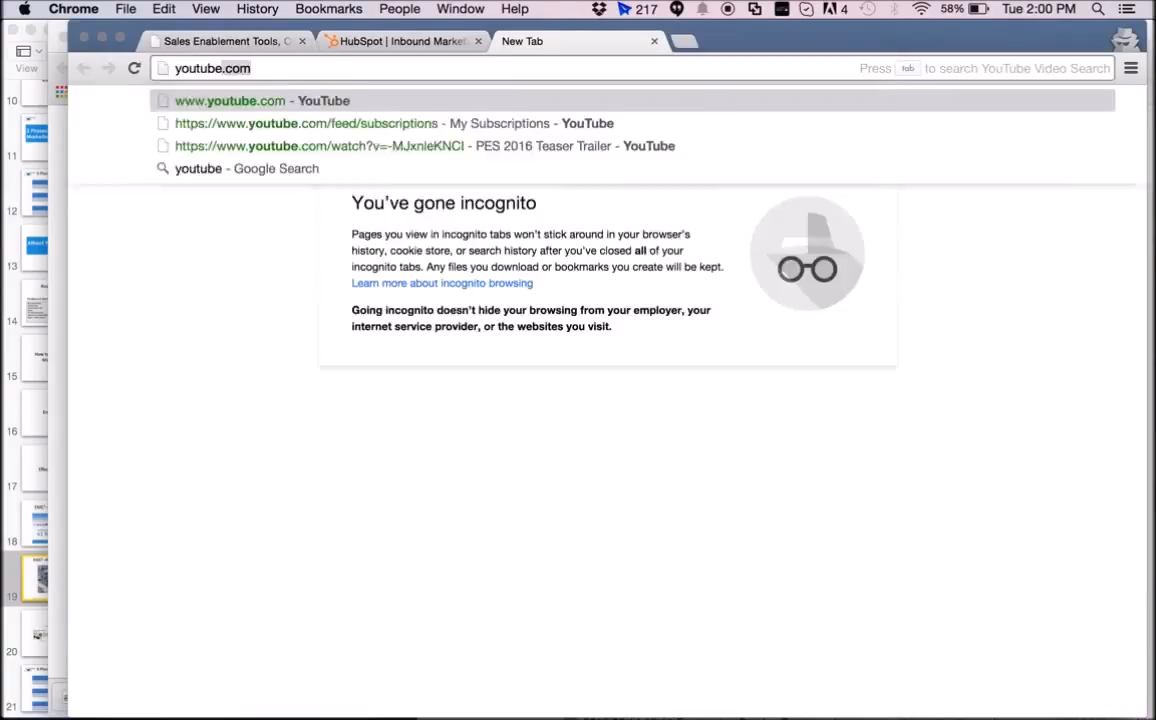 Chrome File Edit View History Bookmarks People Window Help 217 4 58% Tue 2:00 PM
Sales Enablement Tools, C HubSpot | Inbound Market New Tab
View
youtube.com Press tab to search YouTube Video Search
www.youtube.com - YouTube
https://www.youtube.com/feed/subscriptions - My Subscriptions - YouTube
https://www.youtube.com/watch?v=-MJxnleKNCI - PES 2016 Teaser Trailer - YouTube
youtube - Google Search
You've gone incognito
Pages you view in incognito tabs won't stick around in your browser's
history, cookie store, or search history after you've closed all of your
incognito tabs. Any files you download or bookmarks you create will be kept.
Learn more about incognito browsing
Going incognito doesn't hide your browsing from your employer, your
internet service provider, or the websites you visit.
10
11
12
13
14
15
16
17
18
19
20
21